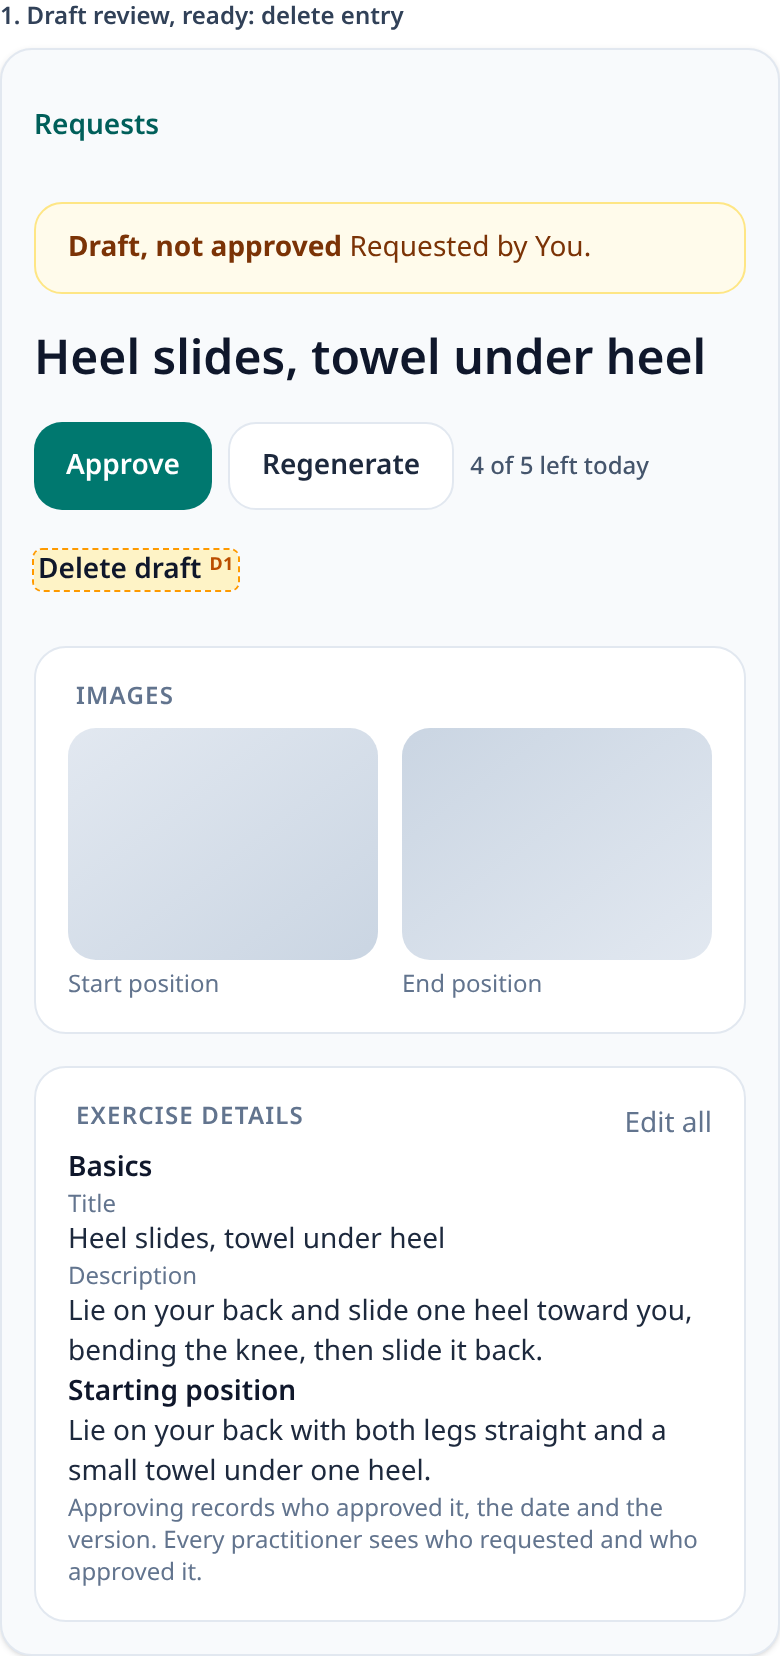 1. Draft review, ready: delete entry
Requests
Draft, not approved Requested by You.
Heel slides, towel under heel
Approve
Regenerate
4 of 5 left today
Delete draft D1
IMAGES
Start position
End position
EXERCISE DETAILS
Edit all
Basics
Title
Heel slides, towel under heel
Description
Lie on your back and slide one heel toward you,
bending the knee, then slide it back.
Starting position
Lie on your back with both legs straight and a
small towel under one heel.
Approving records who approved it, the date and the
version. Every practitioner sees who requested and who
approved it.